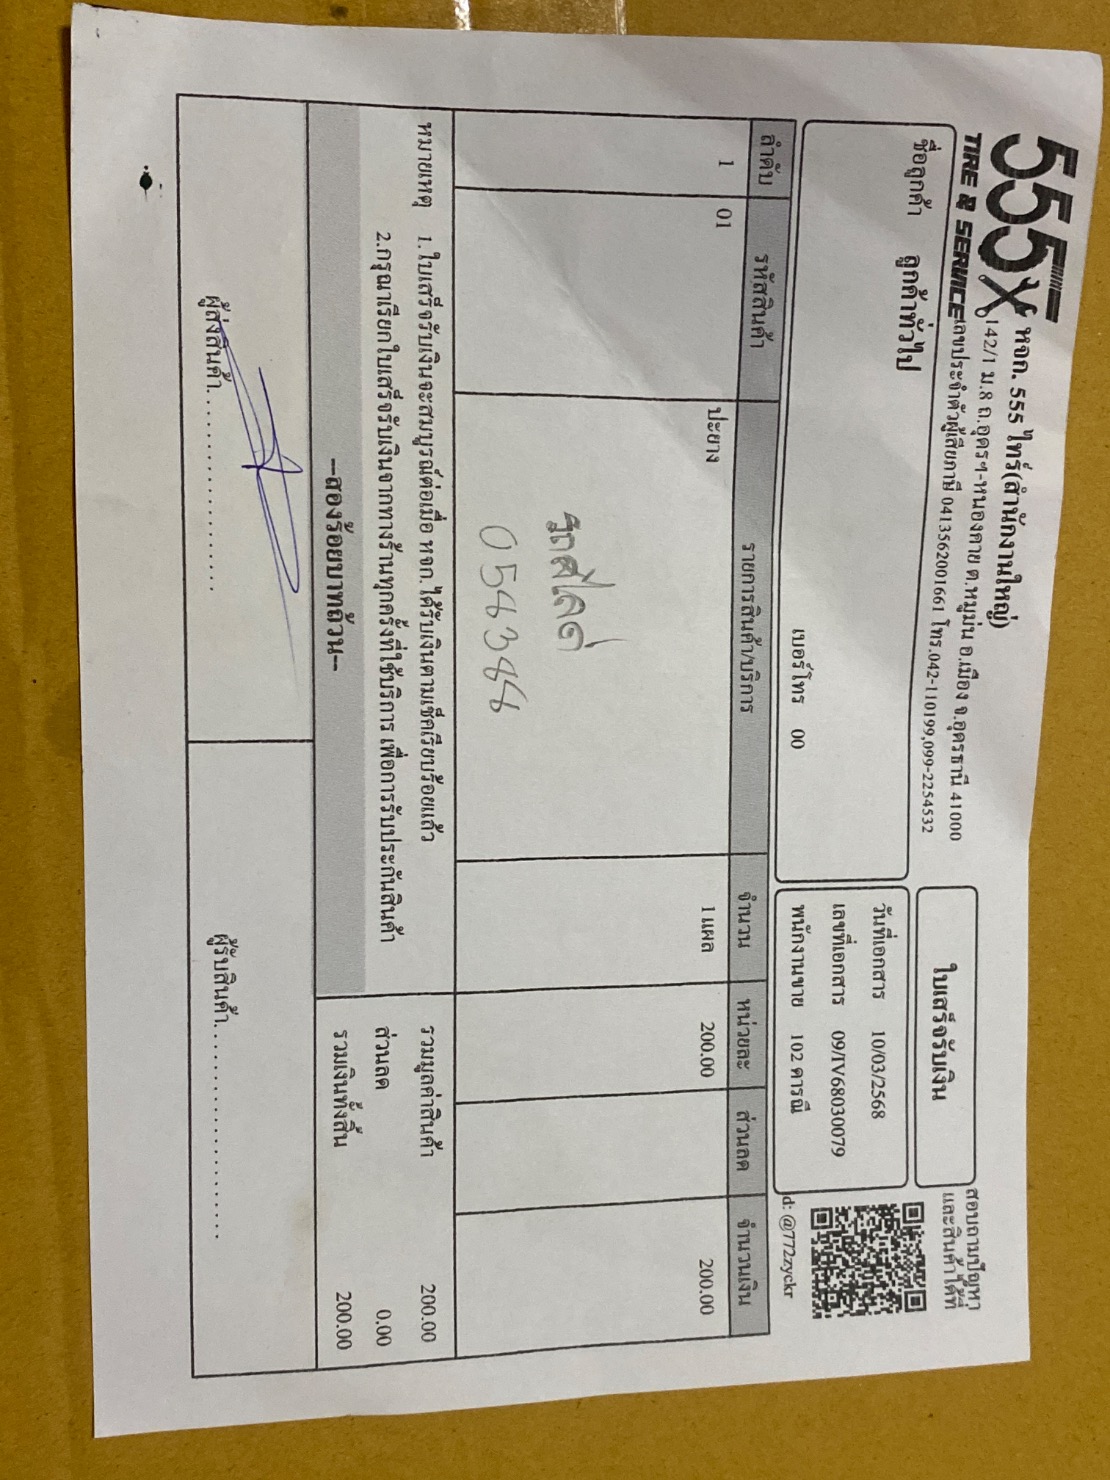 555
TIRE & SERVICE
หจก. 555 ไทร์(สำนักงานใหญ่)
142/1 ม.8 ถ.อุดรฯ-หนองคาย ต.หมูม่น อ.เมือง จ.อุดรธานี 41000
เลขประจำตัวผู้เสียภาษี 0413562001661 โทร.042-110199,099-2254532
ใบเสร็จรับเงิน
สอบถามปัญหา
และสินค้าได้ที่
d: @772zyckr
ชื่อลูกค้า ลูกค้าทั่วไป
เบอร์โทร 00
วันที่เอกสาร 10/03/2568
เลขที่เอกสาร 09/IV68030079
พนักงานขาย 102 ดารณี
ลำดับ รหัสสินค้า รายการสินค้า/บริการ จำนวน หน่วยละ ส่วนลด จำนวนเงิน
1 01 ปะยาง 1 แผล 200.00 200.00
รถสไลด์
0544344
หมายเหตุ 1. ใบเสร็จรับเงินจะสมบูรณ์ต่อเมื่อ หจก. ได้รับเงินตามเช็คเรียบร้อยแล้ว
2.กรุณาเรียกใบเสร็จรับเงินจากทางร้านทุกครั้งที่ใช้บริการ เพื่อการรับประกันสินค้า
--สองร้อยบาทถ้วน--
รวมมูลค่าสินค้า 200.00
ส่วนลด 0.00
รวมเงินทั้งสิ้น 200.00
ผู้ส่งสินค้า....................
ผู้รับสินค้า....................